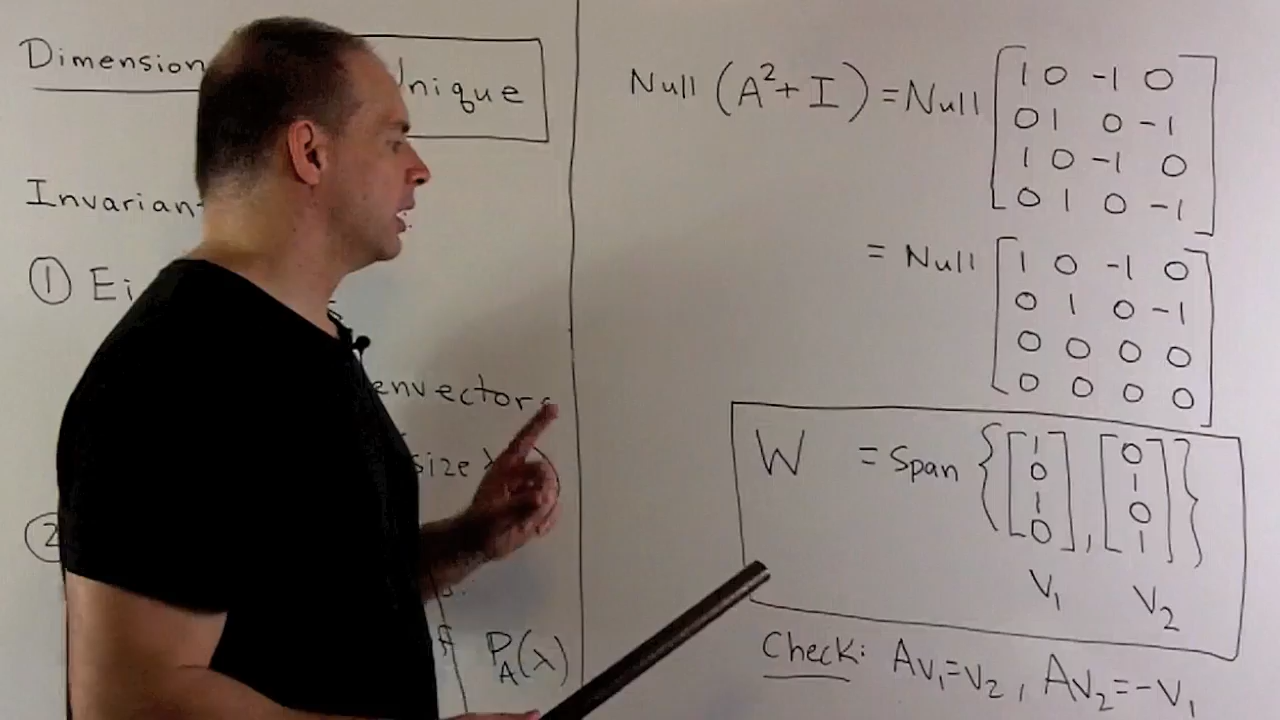 Dimension
nique
Invarian
① Ei
envectors
size λ
②
P_A(λ)
Null (A²+ I) = Null [1 0 -1 0
0 1 0 -1
1 0 -1 0
0 1 0 -1]
= Null [1 0 -1 0
0 1 0 -1
0 0 0 0
0 0 0 0]
W = Span {[1 0 1 0], [0 1 0 1]}
V₁ V₂
Check: Av₁=v₂, Av₂=-v₁